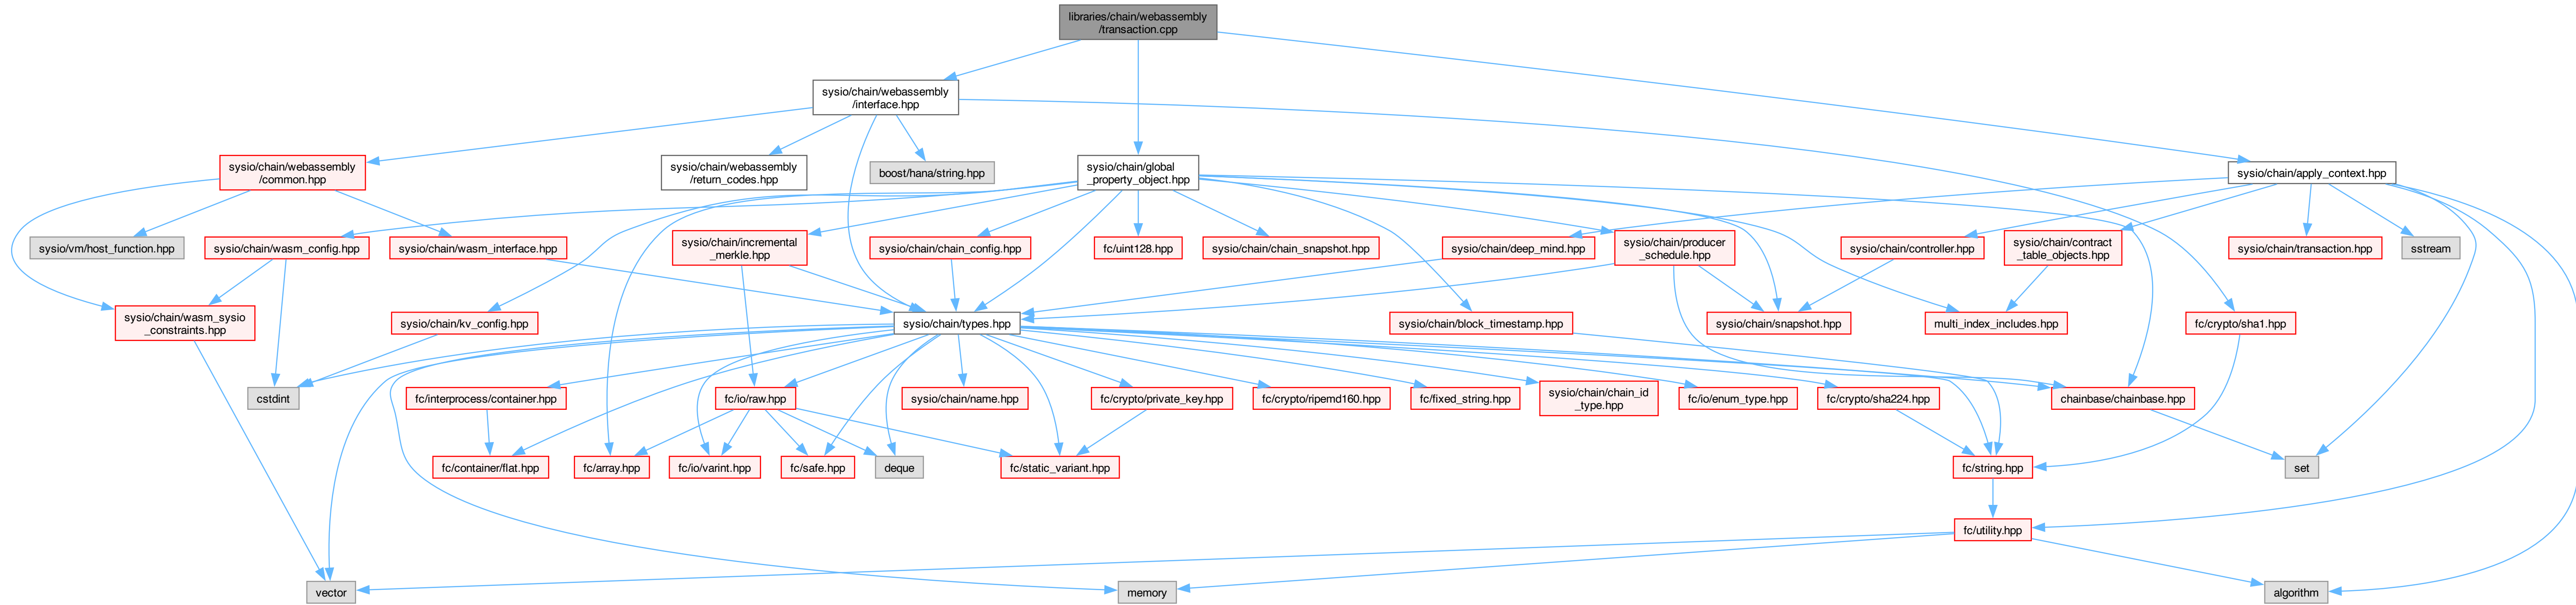 libraries/chain/webassembly
/transaction.cpp
sysio/chain/webassembly
/interface.hpp
sysio/chain/webassembly
/common.hpp
sysio/chain/webassembly
/return_codes.hpp
boost/hana/string.hpp
sysio/chain/global
_property_object.hpp
sysio/chain/apply_context.hpp
sysio/vm/host_function.hpp
sysio/chain/wasm_config.hpp
sysio/chain/wasm_interface.hpp
sysio/chain/incremental
_merkle.hpp
sysio/chain/chain_config.hpp
fc/uint128.hpp
sysio/chain/chain_snapshot.hpp
sysio/chain/deep_mind.hpp
sysio/chain/producer
_schedule.hpp
sysio/chain/controller.hpp
sysio/chain/contract
_table_objects.hpp
sysio/chain/transaction.hpp
sstream
sysio/chain/wasm_sysio
_constraints.hpp
sysio/chain/kv_config.hpp
sysio/chain/types.hpp
sysio/chain/block_timestamp.hpp
sysio/chain/snapshot.hpp
multi_index_includes.hpp
fc/crypto/sha1.hpp
cstdint
fc/interprocess/container.hpp
fc/io/raw.hpp
sysio/chain/name.hpp
fc/crypto/private_key.hpp
fc/crypto/ripemd160.hpp
fc/fixed_string.hpp
sysio/chain/chain_id
_type.hpp
fc/io/enum_type.hpp
fc/crypto/sha224.hpp
chainbase/chainbase.hpp
fc/container/flat.hpp
fc/array.hpp
fc/io/varint.hpp
fc/safe.hpp
deque
fc/static_variant.hpp
fc/string.hpp
set
fc/utility.hpp
vector
memory
algorithm